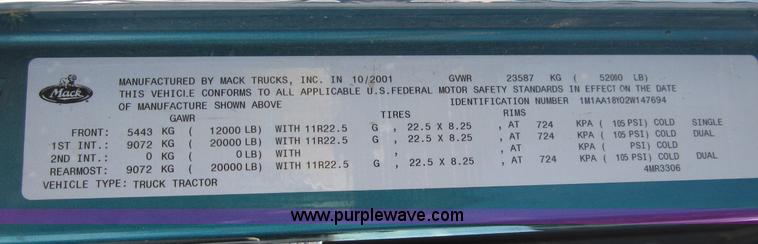 MANUFACTURED BY MACK TRUCKS, INC. IN 10/2001 GVWR 23587 KG ( 52000 LB)
THIS VEHICLE CONFORMS TO ALL APPLICABLE U.S.FEDERAL MOTOR SAFETY STANDARDS IN EFFECT ON THE DATE
Mack
OF MANUFACTURE SHOWN ABOVE IDENTIFICATION NUMBER 1M1AA18Y02W147694
GAWR TIRES RIMS
FRONT: 5443 KG ( 12000 LB) WITH 11R22.5 G , 22.5 X 8.25 , AT 724 KPA ( 105 PSI) COLD SINGLE
1ST INT.: 9072 KG ( 20000 LB) WITH 11R22.5 G , 22.5 X 8.25 , AT 724 KPA ( 105 PSI) COLD DUAL
2ND INT.: 0 KG ( 0 LB) WITH , , AT KPA ( PSI) COLD
REARMOST: 9072 KG ( 20000 LB) WITH 11R22.5 G , 22.5 X 8.25 , AT 724 KPA ( 105 PSI) COLD DUAL
VEHICLE TYPE: TRUCK TRACTOR 4MR3306
www.purplewave.com